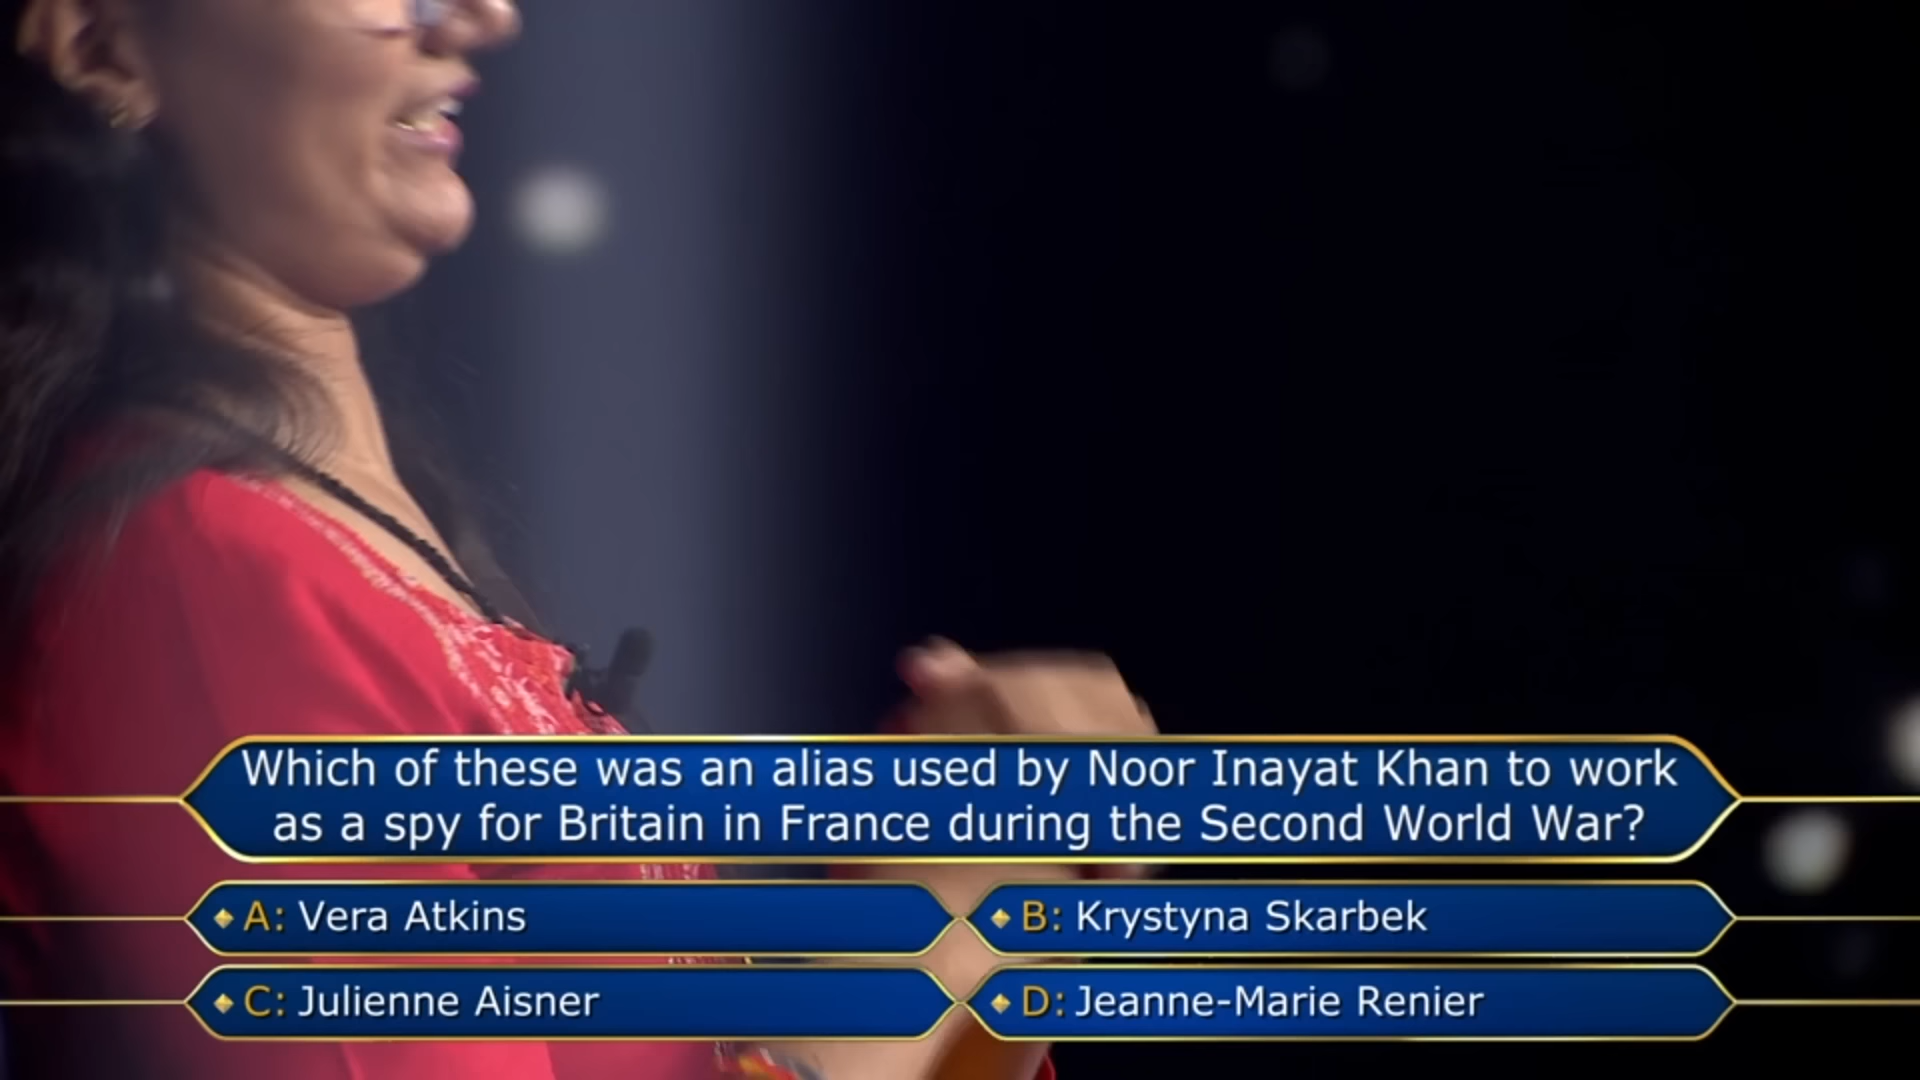 Which of these was an alias used by Noor Inayat Khan to work
as a spy for Britain in France during the Second World War?
A: Vera Atkins
B: Krystyna Skarbek
C: Julienne Aisner
D: Jeanne-Marie Renier